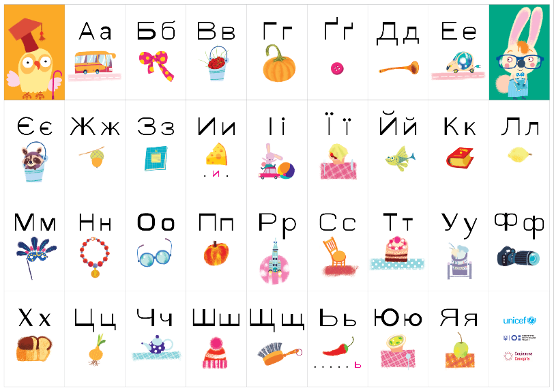 Аа Бб Вв Гг Ґґ Дд Ее
Єє Жж Зз Ии Іі Її Йй Кк Лл
. и .
Мм Нн Оо Пп Рр Сс Тт Уу Фф
Хх Цц Чч Шш Щщ Ьь Юю Яя
unicef
. . . . . ь